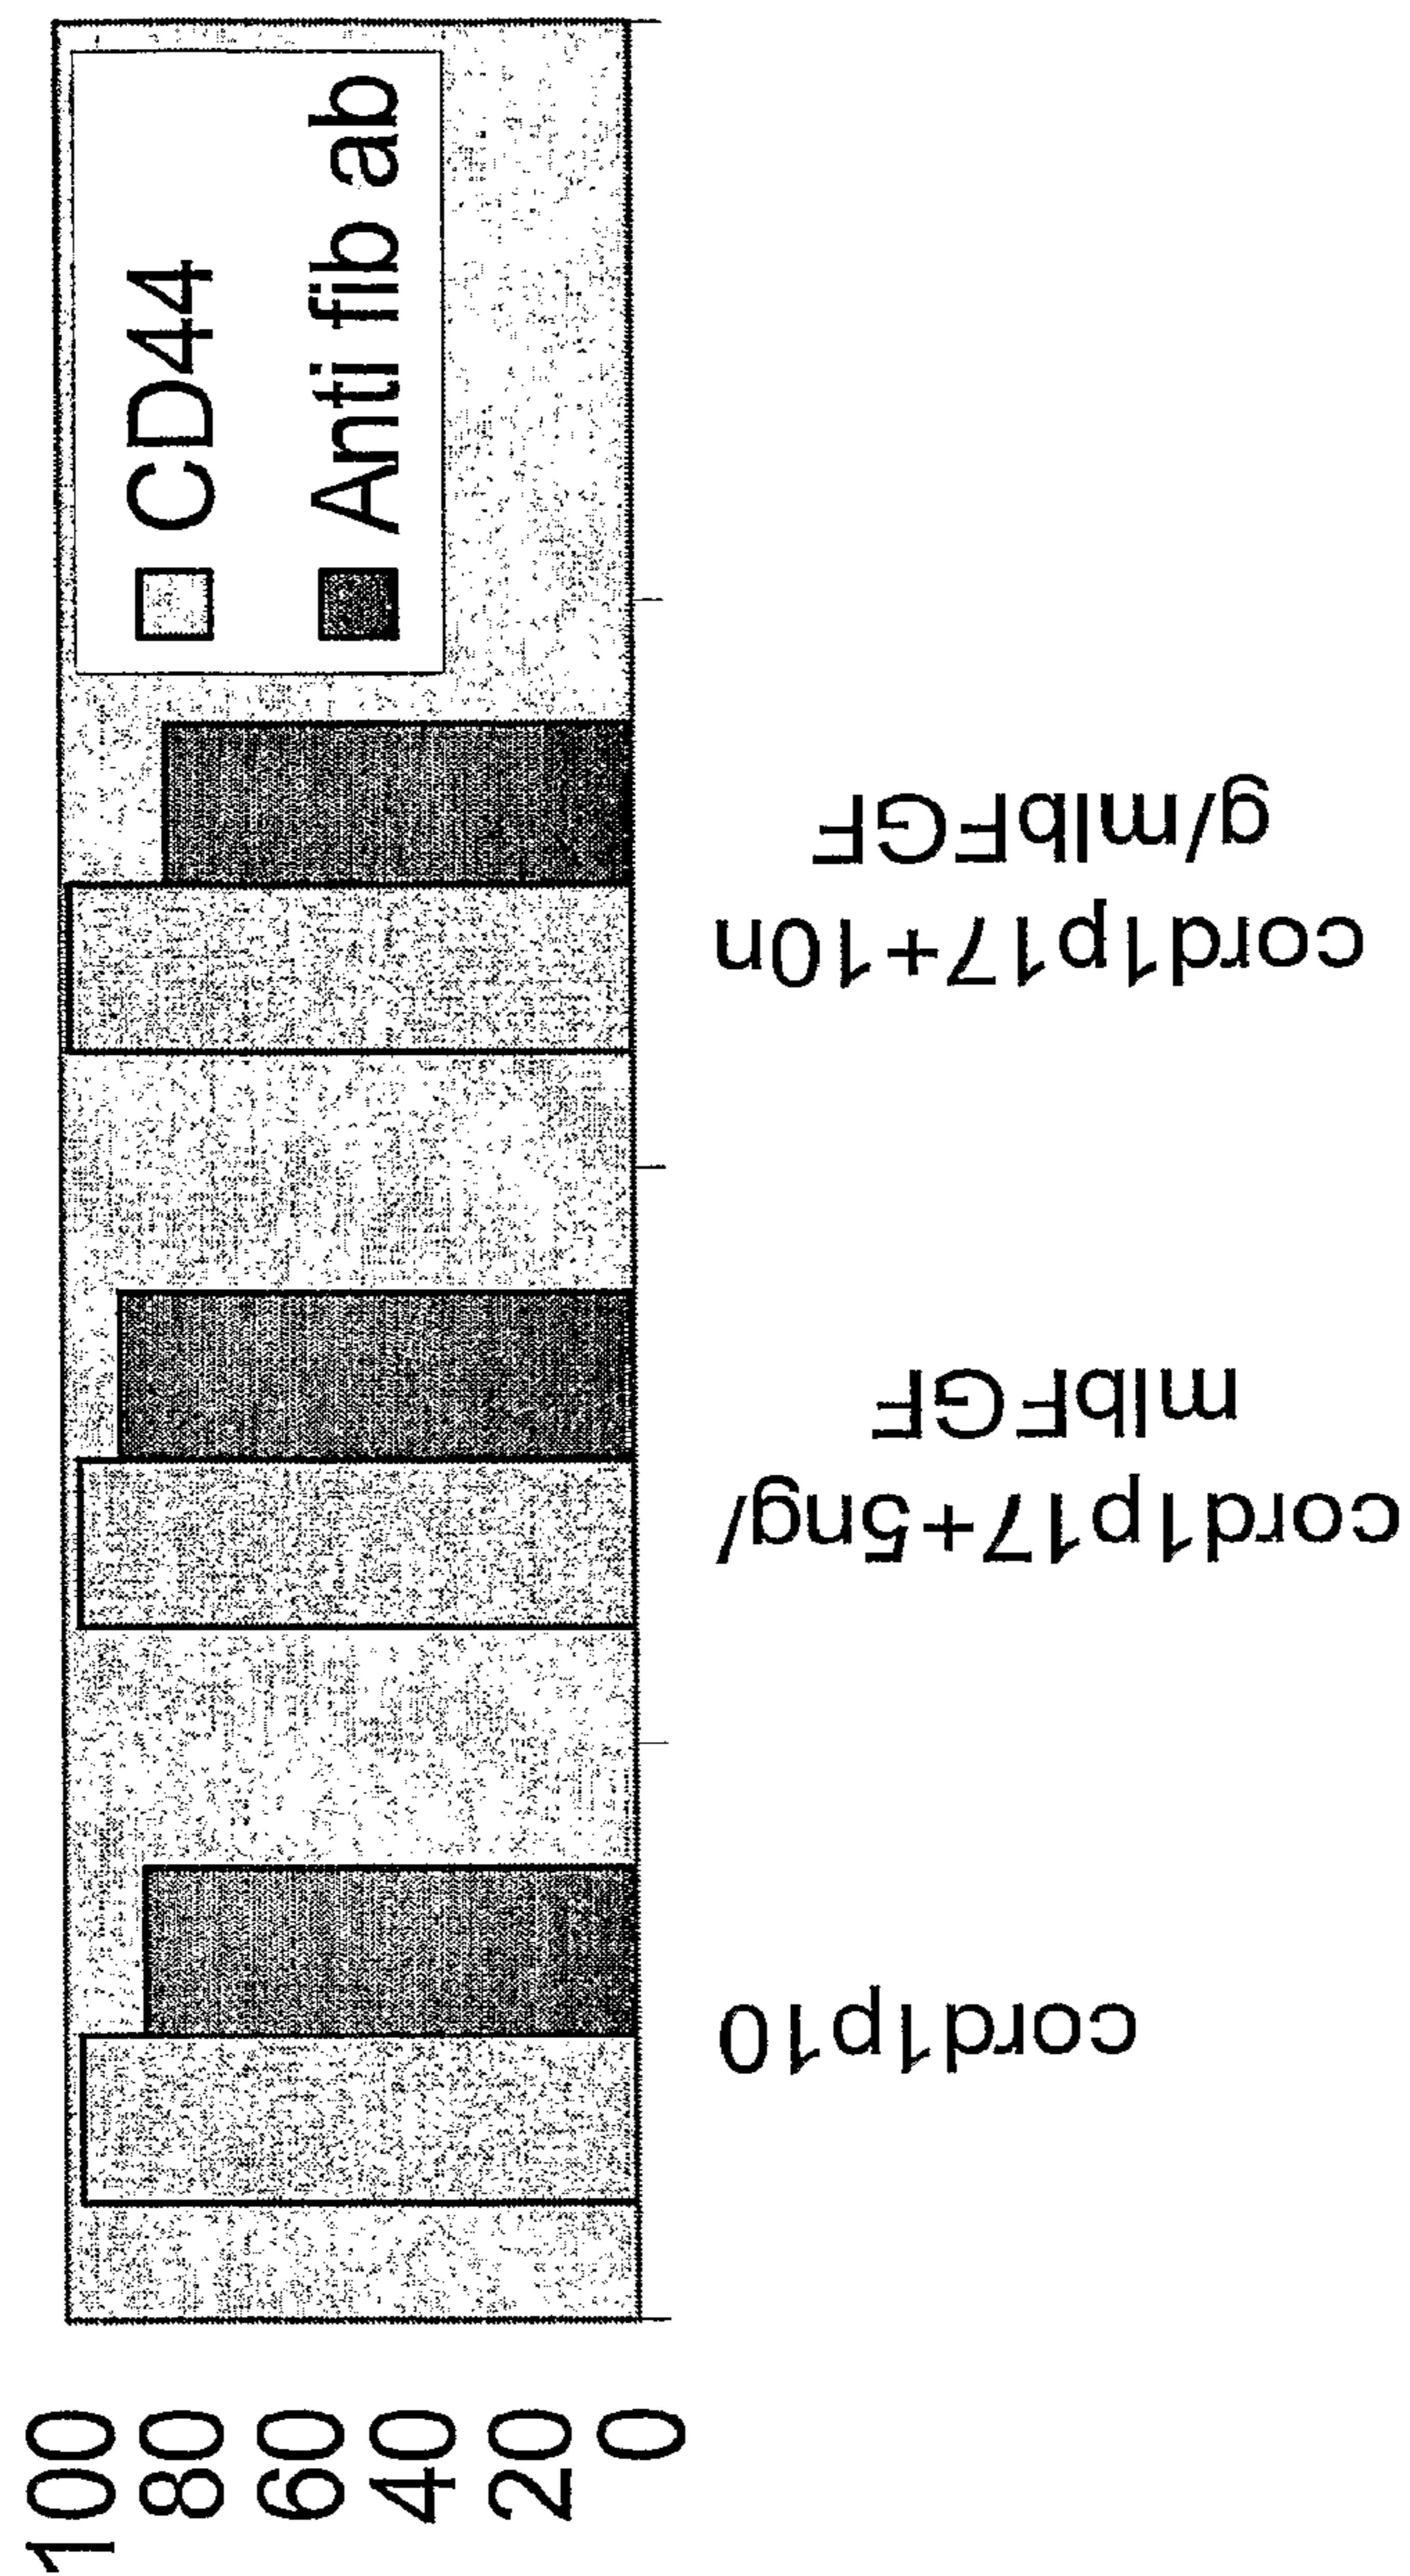 CD44
Anti fib ab
100
80
60
40
20
0
cord1p10
cord1p17+5ng/
mlbFGF
cord1p17+10n
g/mlbFGF